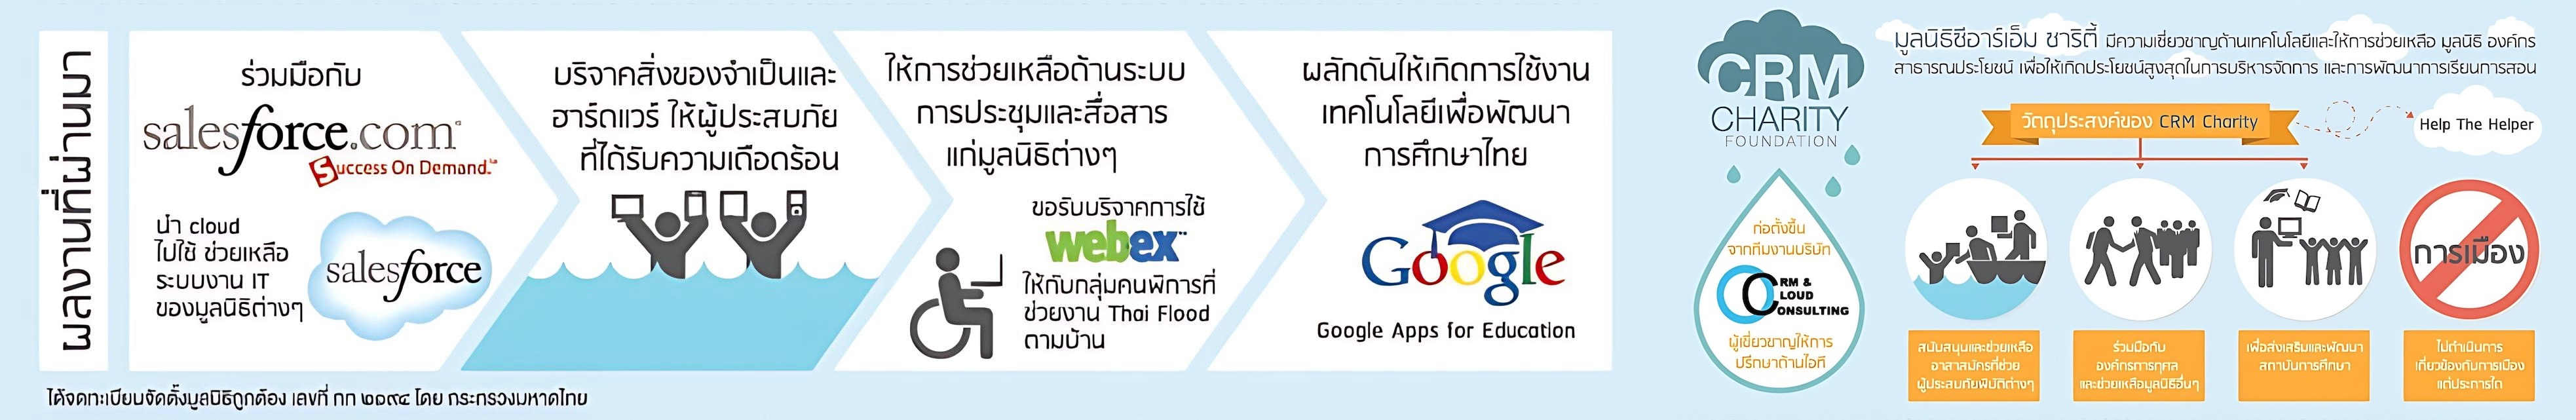 ผลงานที่ผ่านมา
ร่วมมือกับ
salesforce.com
Success On Demand.™
นำ cloud
ไปใช้ ช่วยเหลือ
ระบบงาน IT
ของมูลนิธิต่างๆ
salesforce
บริจาคสิ่งของจำเป็นและ
ฮาร์ดแวร์ ให้ผู้ประสบภัย
ที่ได้รับความเดือดร้อน
ให้การช่วยเหลือด้านระบบ
การประชุมและสื่อสาร
แก่มูลนิธิต่างๆ
ขอรับบริจาคการใช้
webex™
ให้กับกลุ่มคนพิการที่
ช่วยงาน Thai Flood
ตามบ้าน
ผลักดันให้เกิดการใช้งาน
เทคโนโลยีเพื่อพัฒนา
การศึกษาไทย
Google
Google Apps for Education
ได้จดทะเบียนจัดตั้งมูลนิธิถูกต้อง เลขที่ กท ๒๑๙๔ โดย กระทรวงมหาดไทย
CRM
CHARITY
FOUNDATION
ก่อตั้งขึ้น
จากทีมงานบริษัท
CRM &
CLOUD
CONSULTING
ผู้เชี่ยวชาญให้การ
ปรึกษาด้านไอที
มูลนิธิซีอาร์เอ็ม ชาริตี้ มีความเชี่ยวชาญด้านเทคโนโลยีและให้การช่วยเหลือ มูลนิธิ องค์กร
สาธารณประโยชน์ เพื่อให้เกิดประโยชน์สูงสุดในการบริหารจัดการ และการพัฒนาการเรียนการสอน
วัตถุประสงค์ของ CRM Charity
Help The Helper
สนับสนุนและช่วยเหลือ
อาสาสมัครที่ช่วย
ผู้ประสบภัยพิบัติต่างๆ
ร่วมมือกับ
องค์กรการกุศล
และช่วยเหลือมูลนิธิอื่นๆ
เพื่อส่งเสริมและพัฒนา
สถาบันการศึกษา
การเมือง
ไม่ดำเนินการ
เกี่ยวข้องกับการเมือง
แต่ประการใด